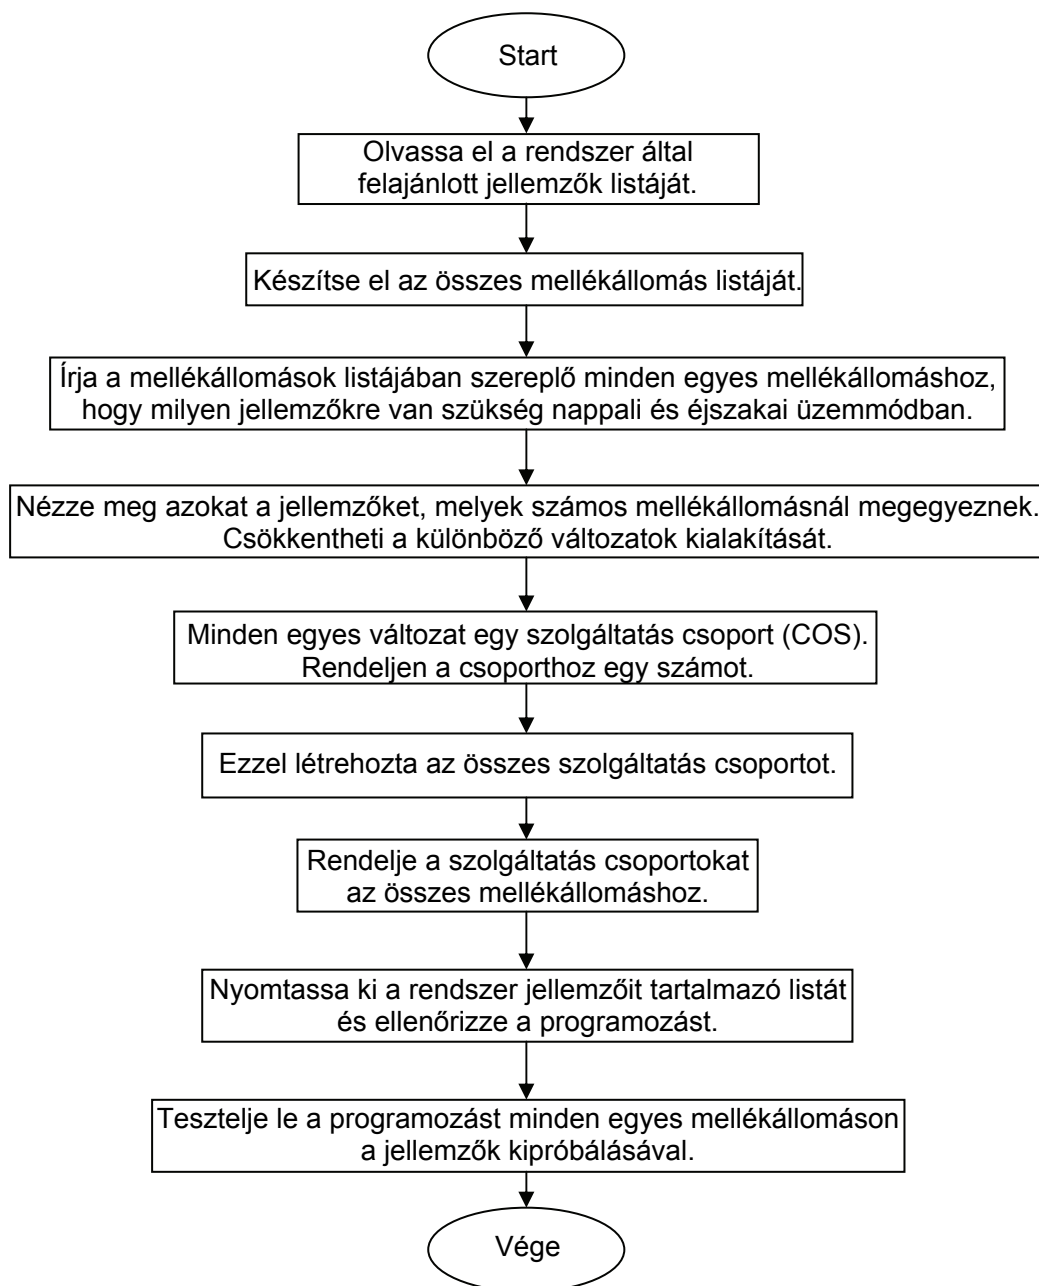 Start
Olvassa el a rendszer által
felajánlott jellemzők listáját.
Készítse el az összes mellékállomás listáját.
Írja a mellékállomások listájában szereplő minden egyes mellékállomáshoz,
hogy milyen jellemzőkre van szükség nappali és éjszakai üzemmódban.
Nézze meg azokat a jellemzőket, melyek számos mellékállomásnál megegyeznek.
Csökkentheti a különböző változatok kialakítását.
Minden egyes változat egy szolgáltatás csoport (COS).
Rendeljen a csoporthoz egy számot.
Ezzel létrehozta az összes szolgáltatás csoportot.
Rendelje a szolgáltatás csoportokat
az összes mellékállomáshoz.
Nyomtassa ki a rendszer jellemzőit tartalmazó listát
és ellenőrizze a programozást.
Tesztelje le a programozást minden egyes mellékállomáson
a jellemzők kipróbálásával.
Vége